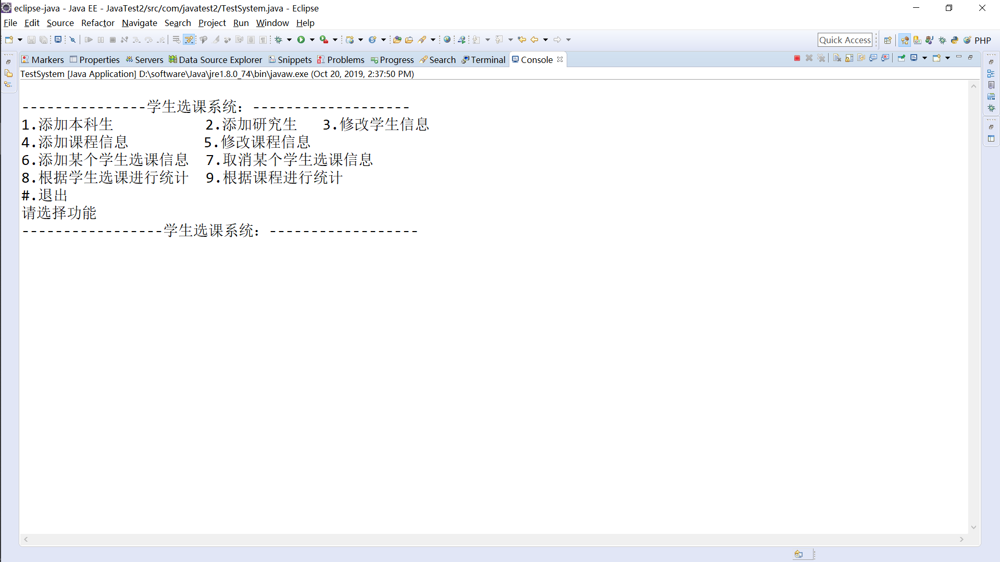 eclipse-java - Java EE - JavaTest2/src/com/javatest2/TestSystem.java - Eclipse
File Edit Source Refactor Navigate Search Project Run Window Help
Quick Access PHP
Markers Properties Servers Data Source Explorer Snippets Problems Progress Search Terminal Console
TestSystem [Java Application] D:\software\Java\jre1.8.0_74\bin\javaw.exe (Oct 20, 2019, 2:37:50 PM)
---------------学生选课系统：-------------------
1.添加本科生 2.添加研究生 3.修改学生信息
4.添加课程信息 5.修改课程信息
6.添加某个学生选课信息 7.取消某个学生选课信息
8.根据学生选课进行统计 9.根据课程进行统计
#.退出
请选择功能
-----------------学生选课系统：------------------